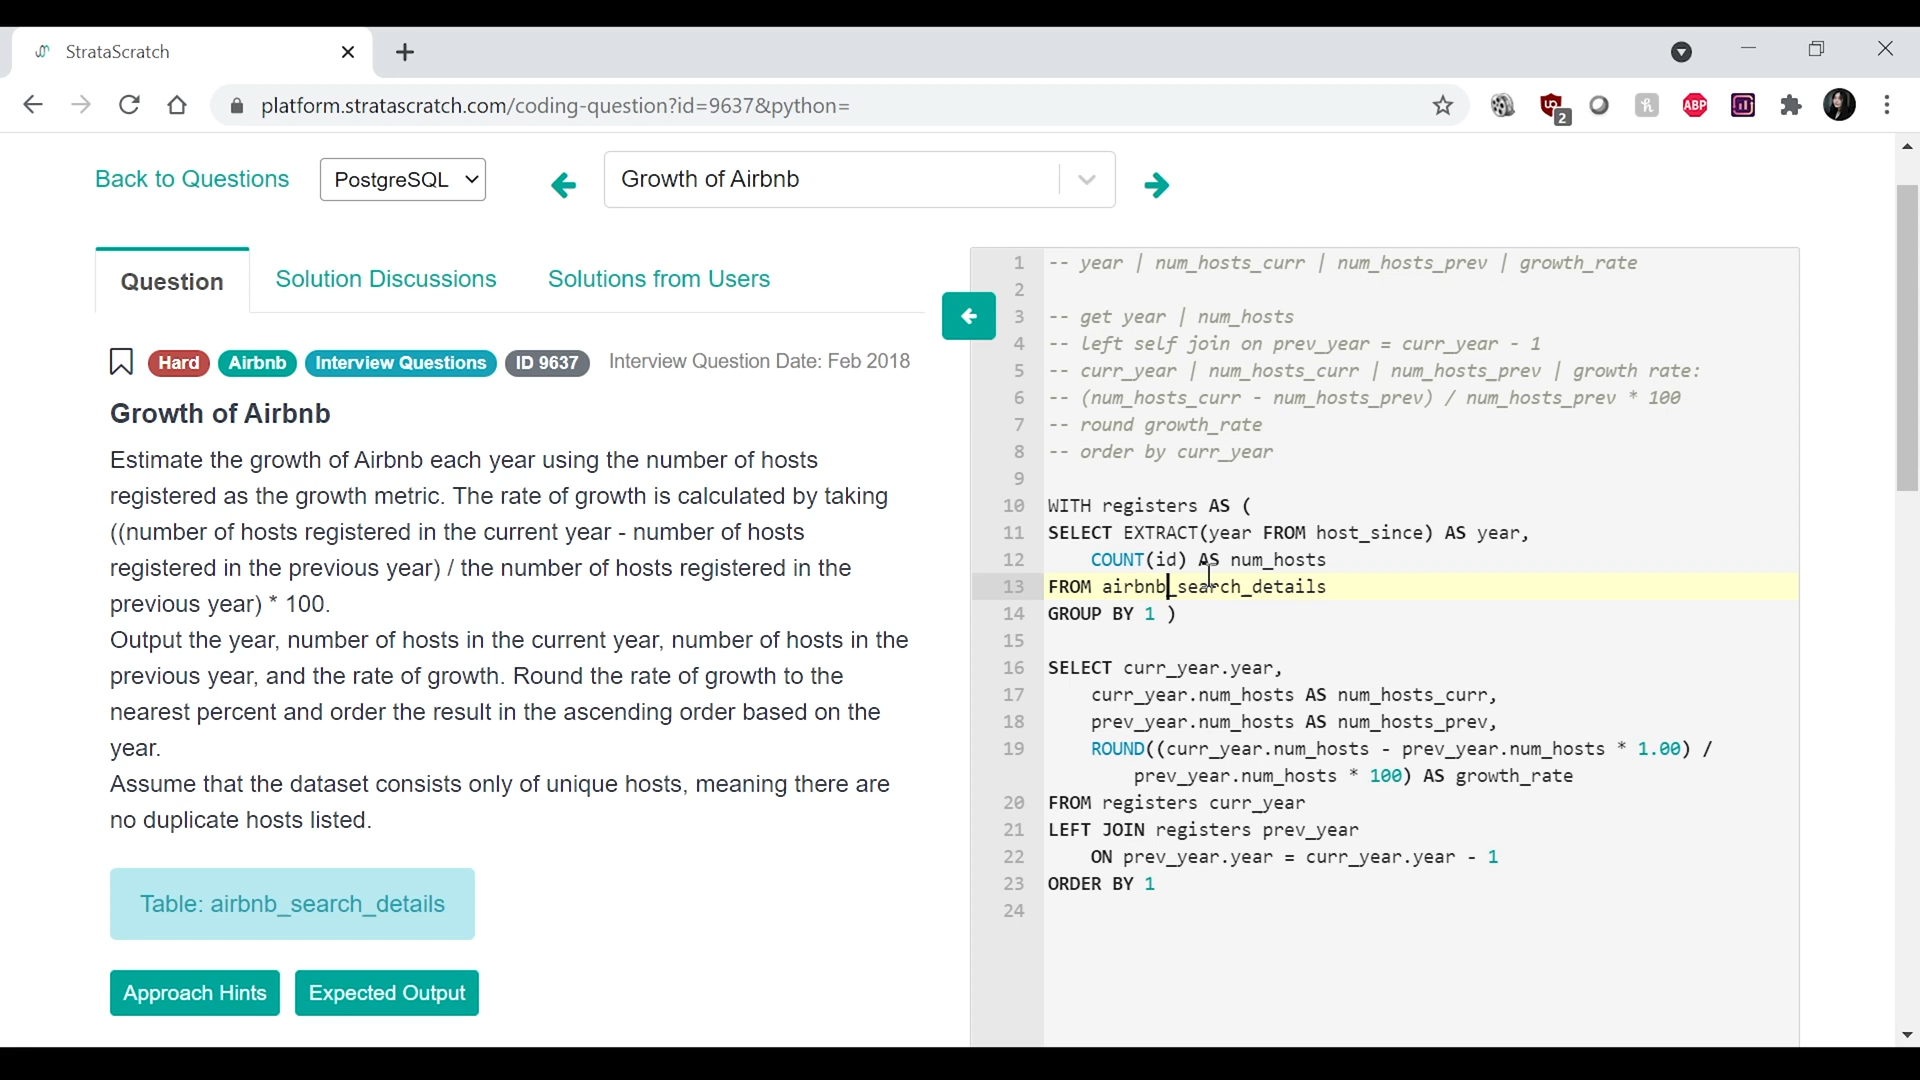 StrataScratch
platform.stratascratch.com/coding-question?id=9637&python=
2
ABP
Back to Questions
PostgreSQL
Growth of Airbnb
Question
Solution Discussions
Solutions from Users
Hard
Airbnb
Interview Questions
ID 9637
Interview Question Date: Feb 2018
Growth of Airbnb
Estimate the growth of Airbnb each year using the number of hosts
registered as the growth metric. The rate of growth is calculated by taking
((number of hosts registered in the current year - number of hosts
registered in the previous year) / the number of hosts registered in the
previous year) * 100.
Output the year, number of hosts in the current year, number of hosts in the
previous year, and the rate of growth. Round the rate of growth to the
nearest percent and order the result in the ascending order based on the
year.
Assume that the dataset consists only of unique hosts, meaning there are
no duplicate hosts listed.
Table: airbnb_search_details
Approach Hints
Expected Output
1 -- year | num_hosts_curr | num_hosts_prev | growth_rate
2
3 -- get year | num_hosts
4 -- left self join on prev_year = curr_year - 1
5 -- curr_year | num_hosts_curr | num_hosts_prev | growth rate:
6 -- (num_hosts_curr - num_hosts_prev) / num_hosts_prev * 100
7 -- round growth_rate
8 -- order by curr_year
9
10 WITH registers AS (
11 SELECT EXTRACT(year FROM host_since) AS year,
12 COUNT(id) AS num_hosts
13 FROM airbnb_search_details
14 GROUP BY 1 )
15
16 SELECT curr_year.year,
17 curr_year.num_hosts AS num_hosts_curr,
18 prev_year.num_hosts AS num_hosts_prev,
19 ROUND((curr_year.num_hosts - prev_year.num_hosts * 1.00) /
prev_year.num_hosts * 100) AS growth_rate
20 FROM registers curr_year
21 LEFT JOIN registers prev_year
22 ON prev_year.year = curr_year.year - 1
23 ORDER BY 1
24